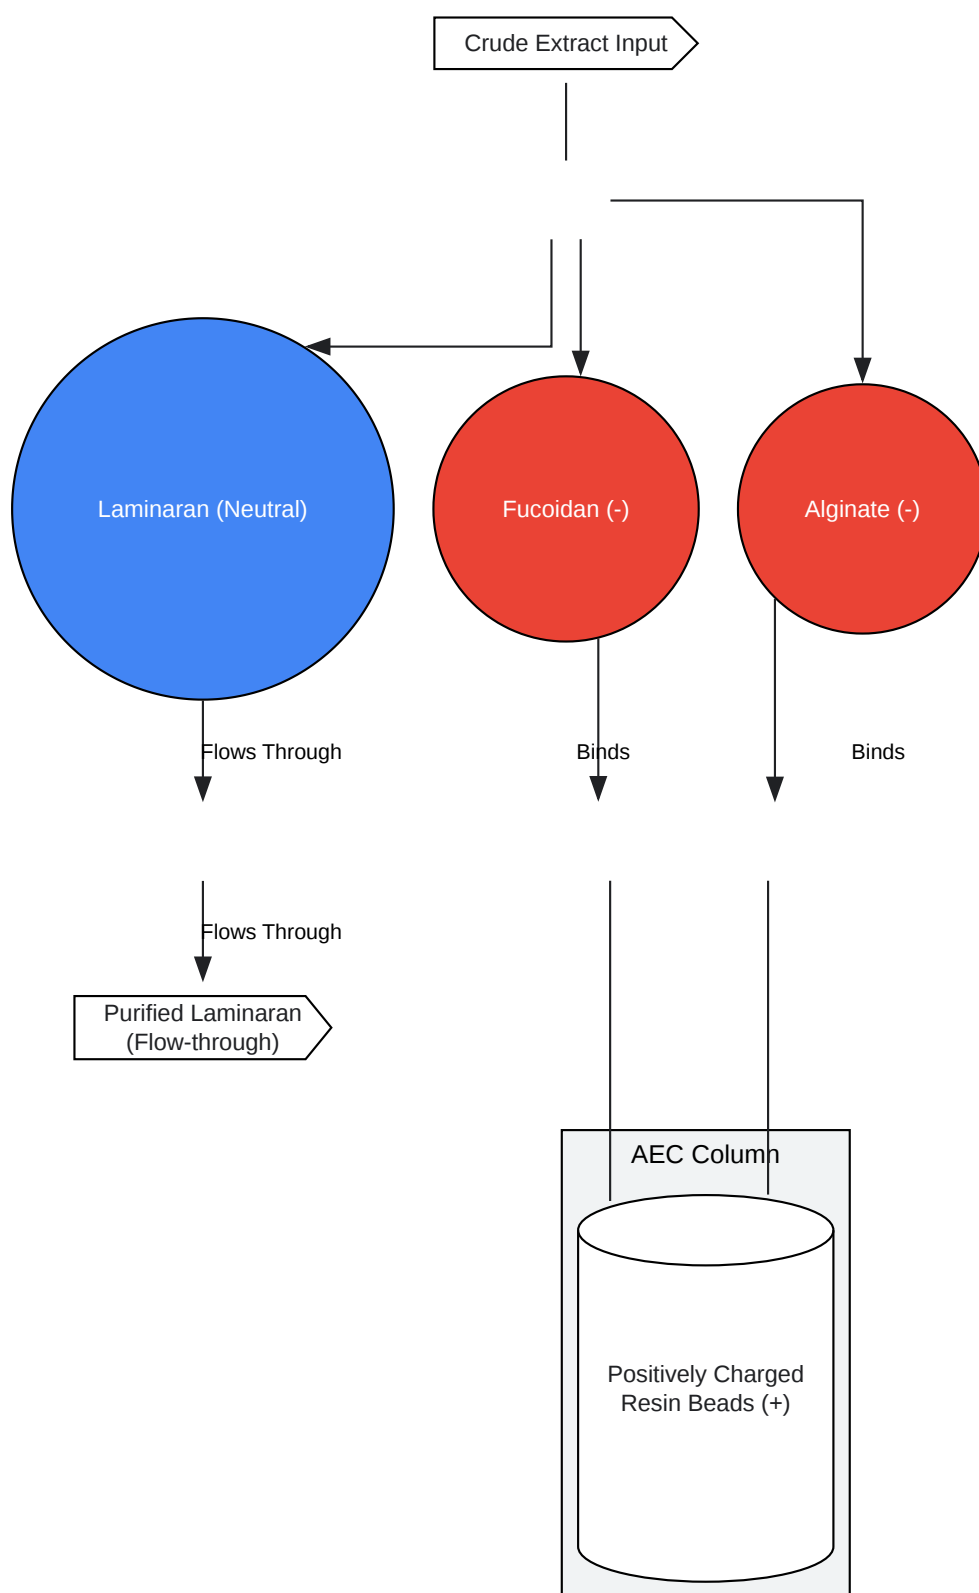 Crude Extract Input
Laminaran (Neutral)
Fucoidan (-)
Alginate (-)
Flows Through
Binds
Binds
Flows Through
Purified Laminaran
(Flow-through)
AEC Column
Positively Charged
Resin Beads (+)